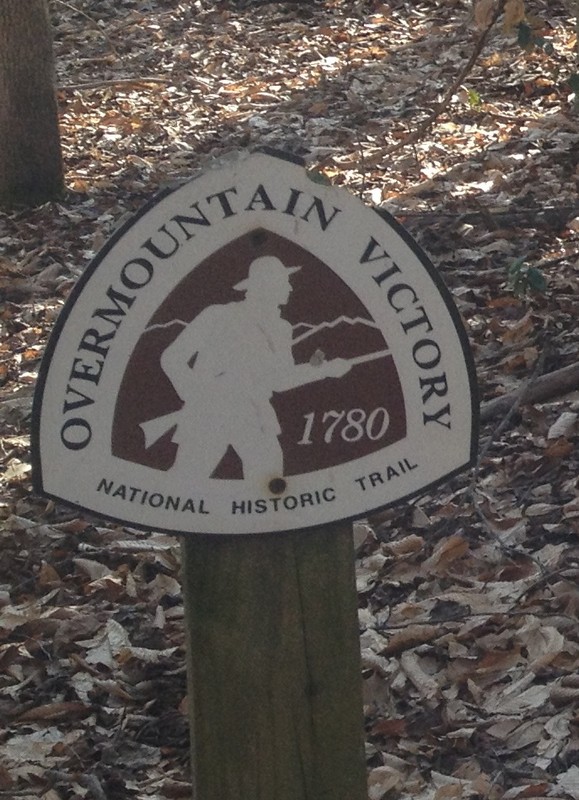 OVERMOUNTAIN VICTORY
1780
NATIONAL HISTORIC TRAIL